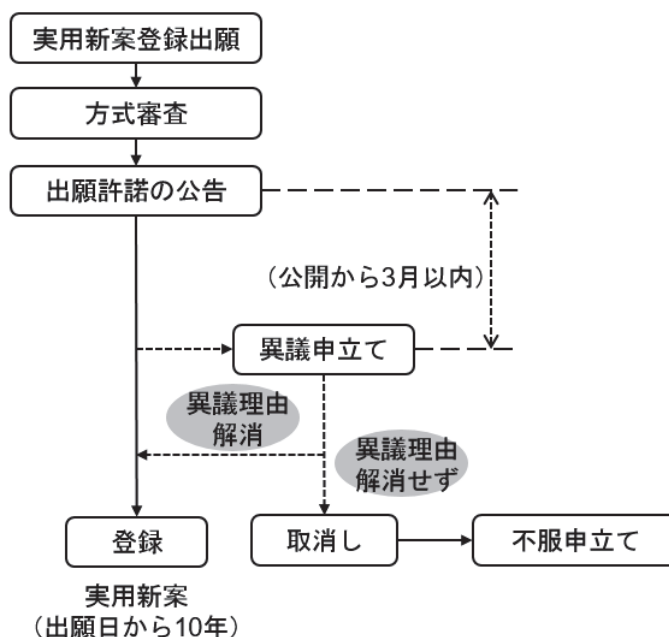 実用新案登録出願
方式審査
出願許諾の公告
（公開から3月以内）
異議申立て
異議理由
解消
異議理由
解消せず
登録
取消し
不服申立て
実用新案
（出願日から10年）